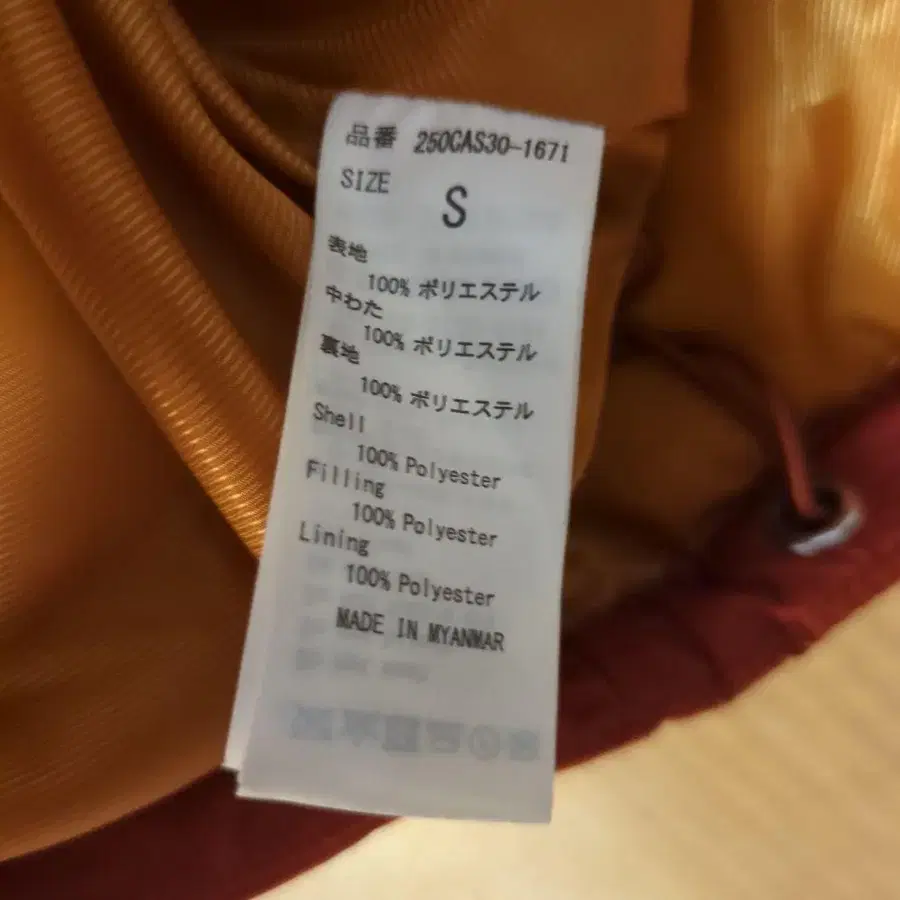 品番 250CAS30-1671
SIZE S
表地
100% ポリエステル
中わた
100% ポリエステル
裏地
100% ポリエステル
Shell
100% Polyester
Filling
100% Polyester
Lining
100% Polyester
MADE IN MYANMAR